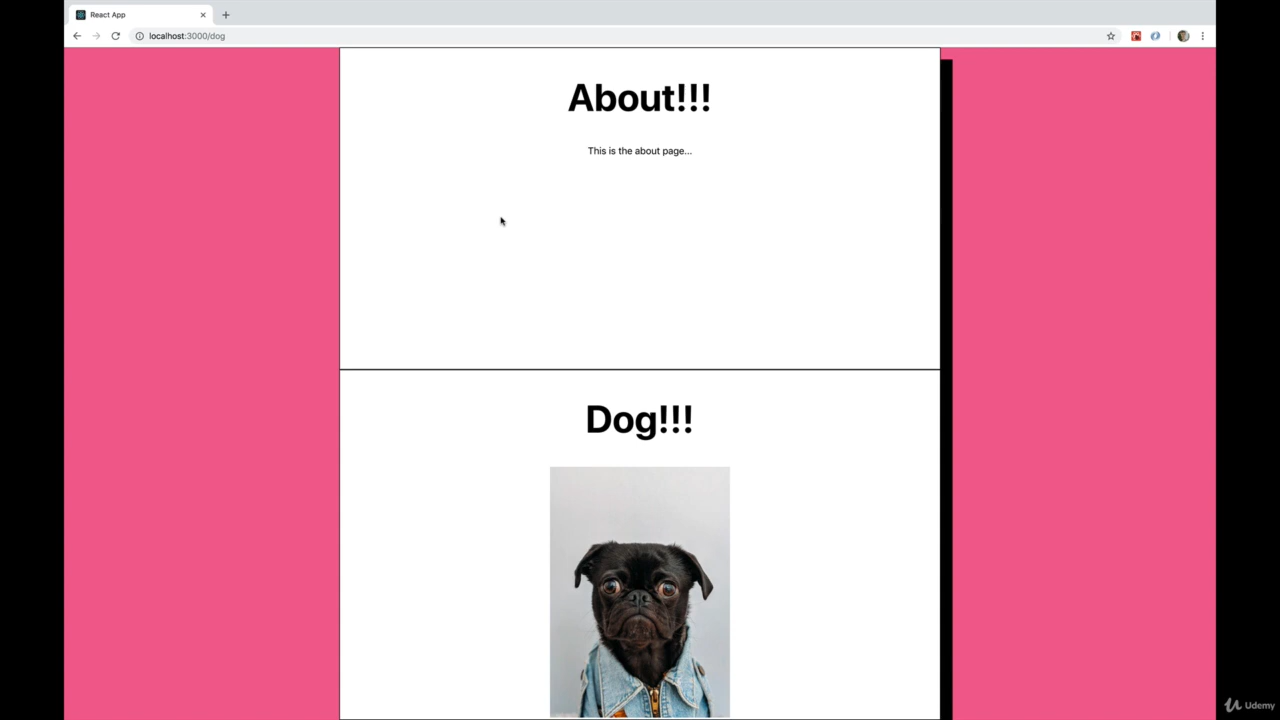 React App
localhost:3000/dog
About!!!
This is the about page...
Dog!!!
Udemy